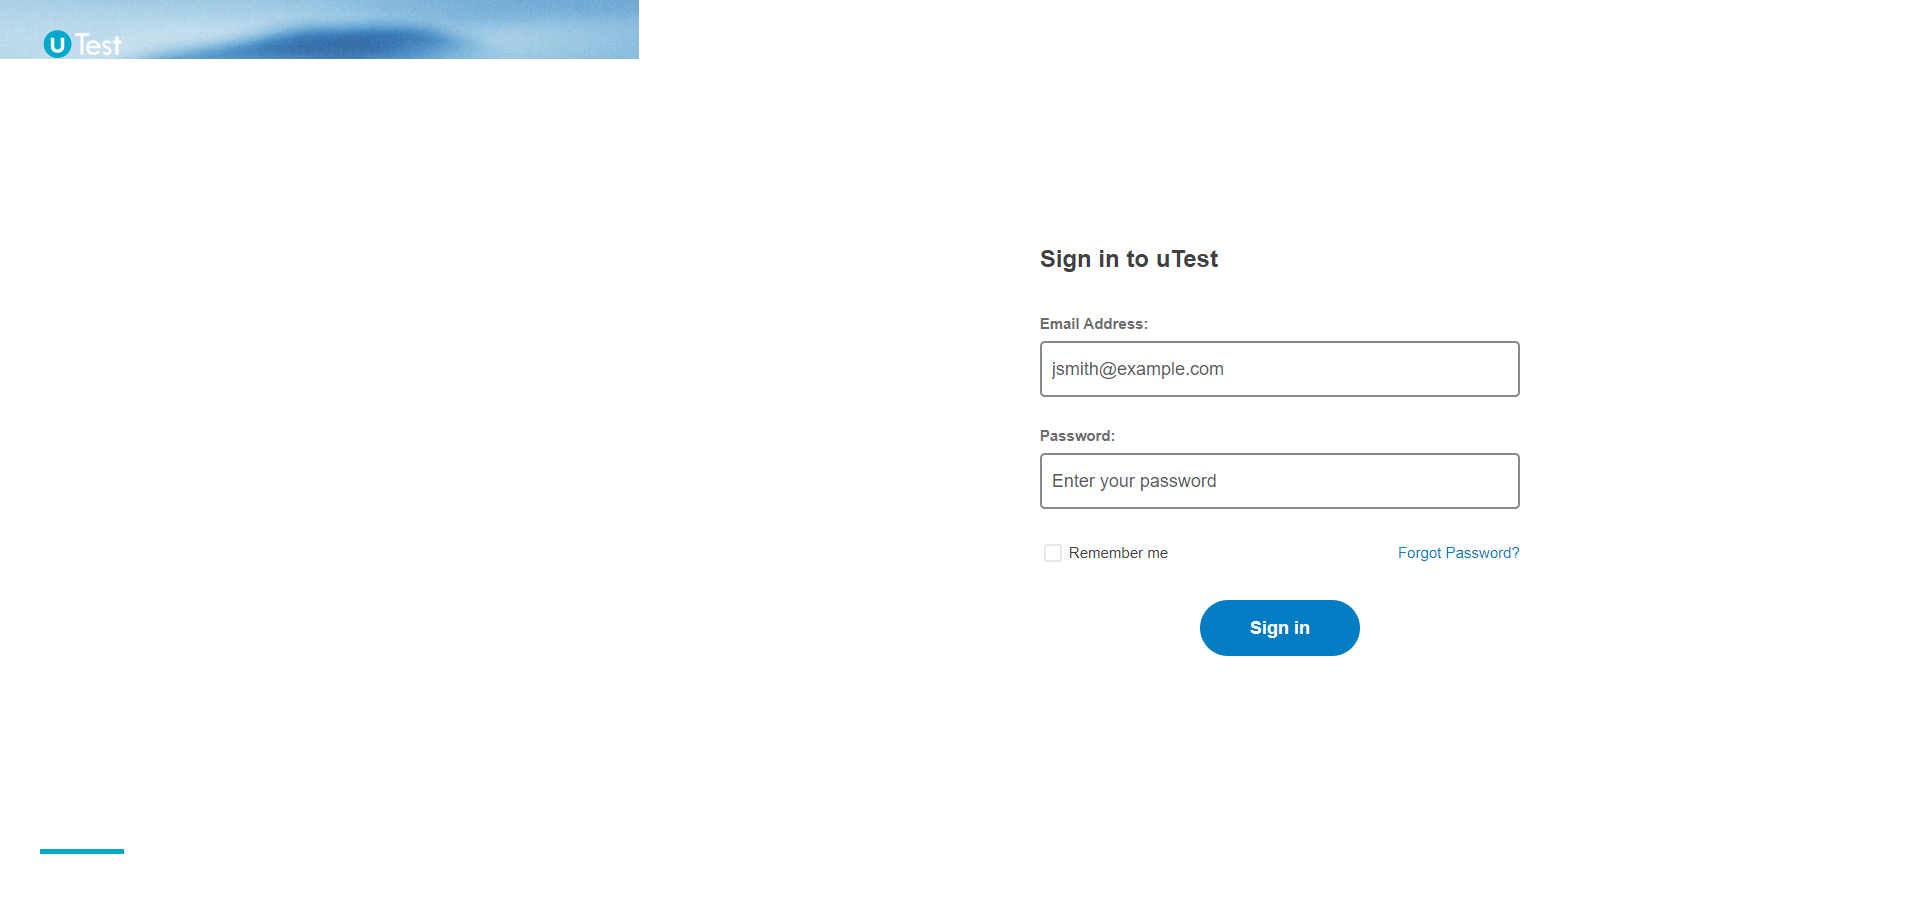 uTest
Sign in to uTest
Email Address:
jsmith@example.com
Password:
Enter your password
Remember me
Forgot Password?
Sign in